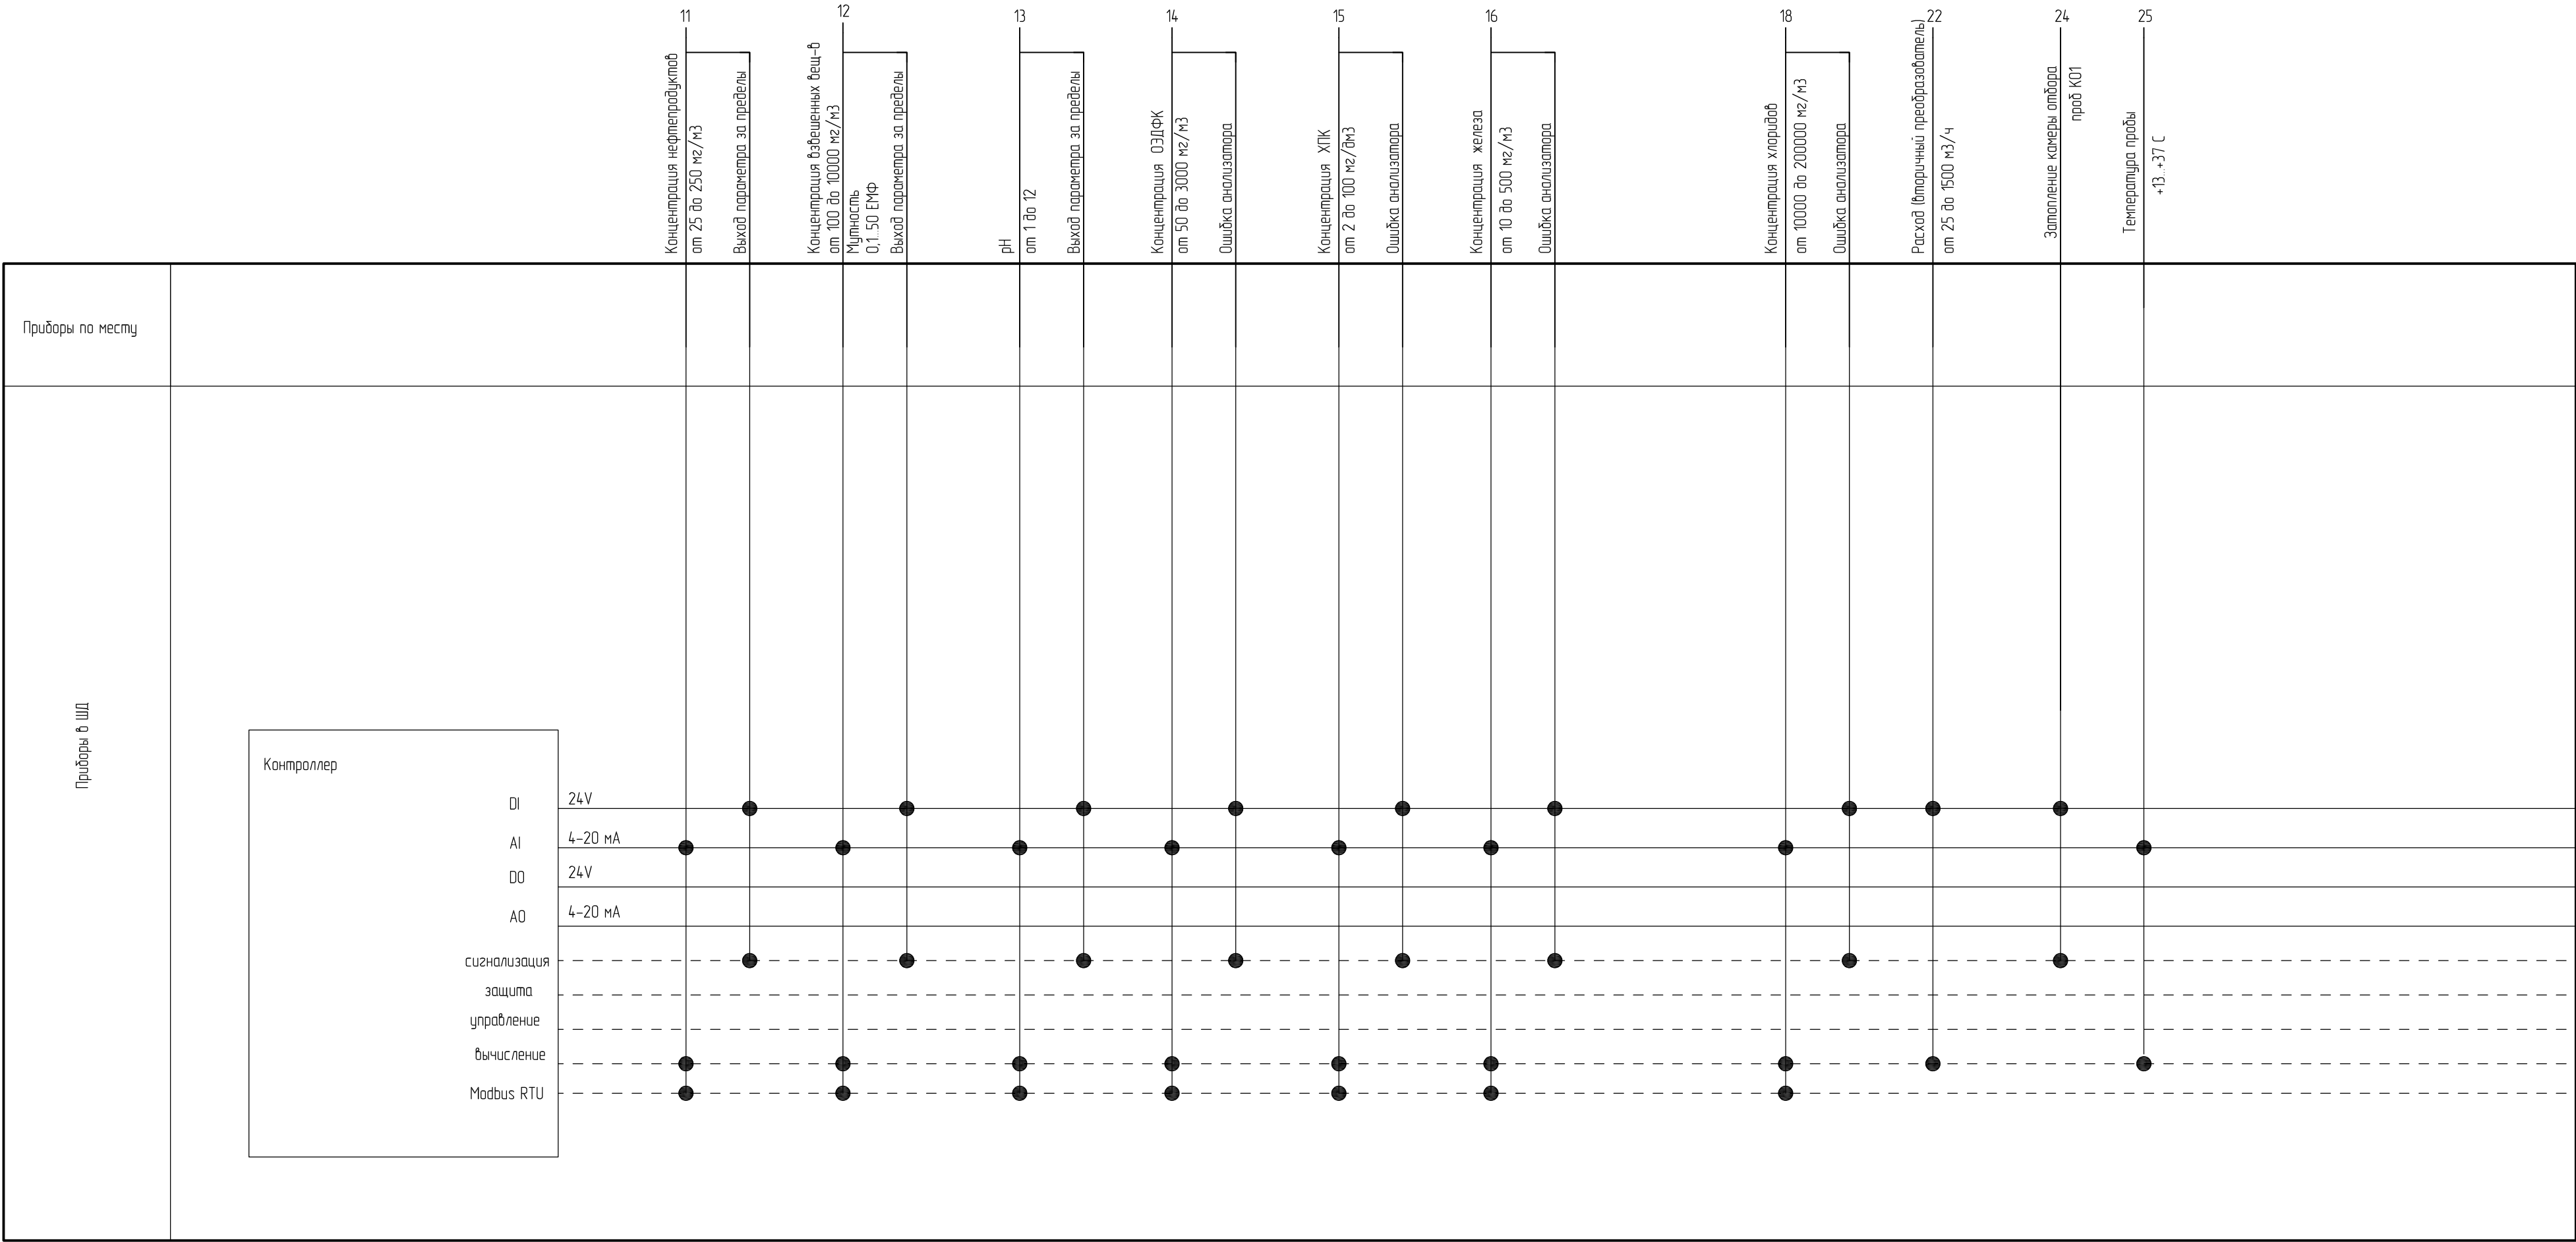 11
12
13
14
15
16
18
22
24
25
Концентрация нефтепродуктов
от 25 до 250 мг/м3
Выход параметра за пределы
Концентрация взвешенных вещ-в
от 100 до 10000 мг/м3
Мутность
0,1...50 ЕМФ
Выход параметра за пределы
pH
от 1 до 12
Выход параметра за пределы
Концентрация ОЭДФК
от 50 до 3000 мг/м3
Ошибка анализатора
Концентрация ХПК
от 2 до 100 мг/дм3
Ошибка анализатора
Концентрация железа
от 10 до 500 мг/м3
Ошибка анализатора
Концентрация хлоридов
от 10000 до 200000 мг/м3
Ошибка анализатора
Расход (вторичный преобразователь)
от 25 до 1500 м3/ч
Затопление камеры отбора
проб К01
Температура пробы
+13...+37 С
Приборы по месту
Приборы в ШД
Контроллер
DI 24V
AI 4-20 мА
DO 24V
AO 4-20 мА
сигнализация
защита
управление
вычисление
Modbus RTU